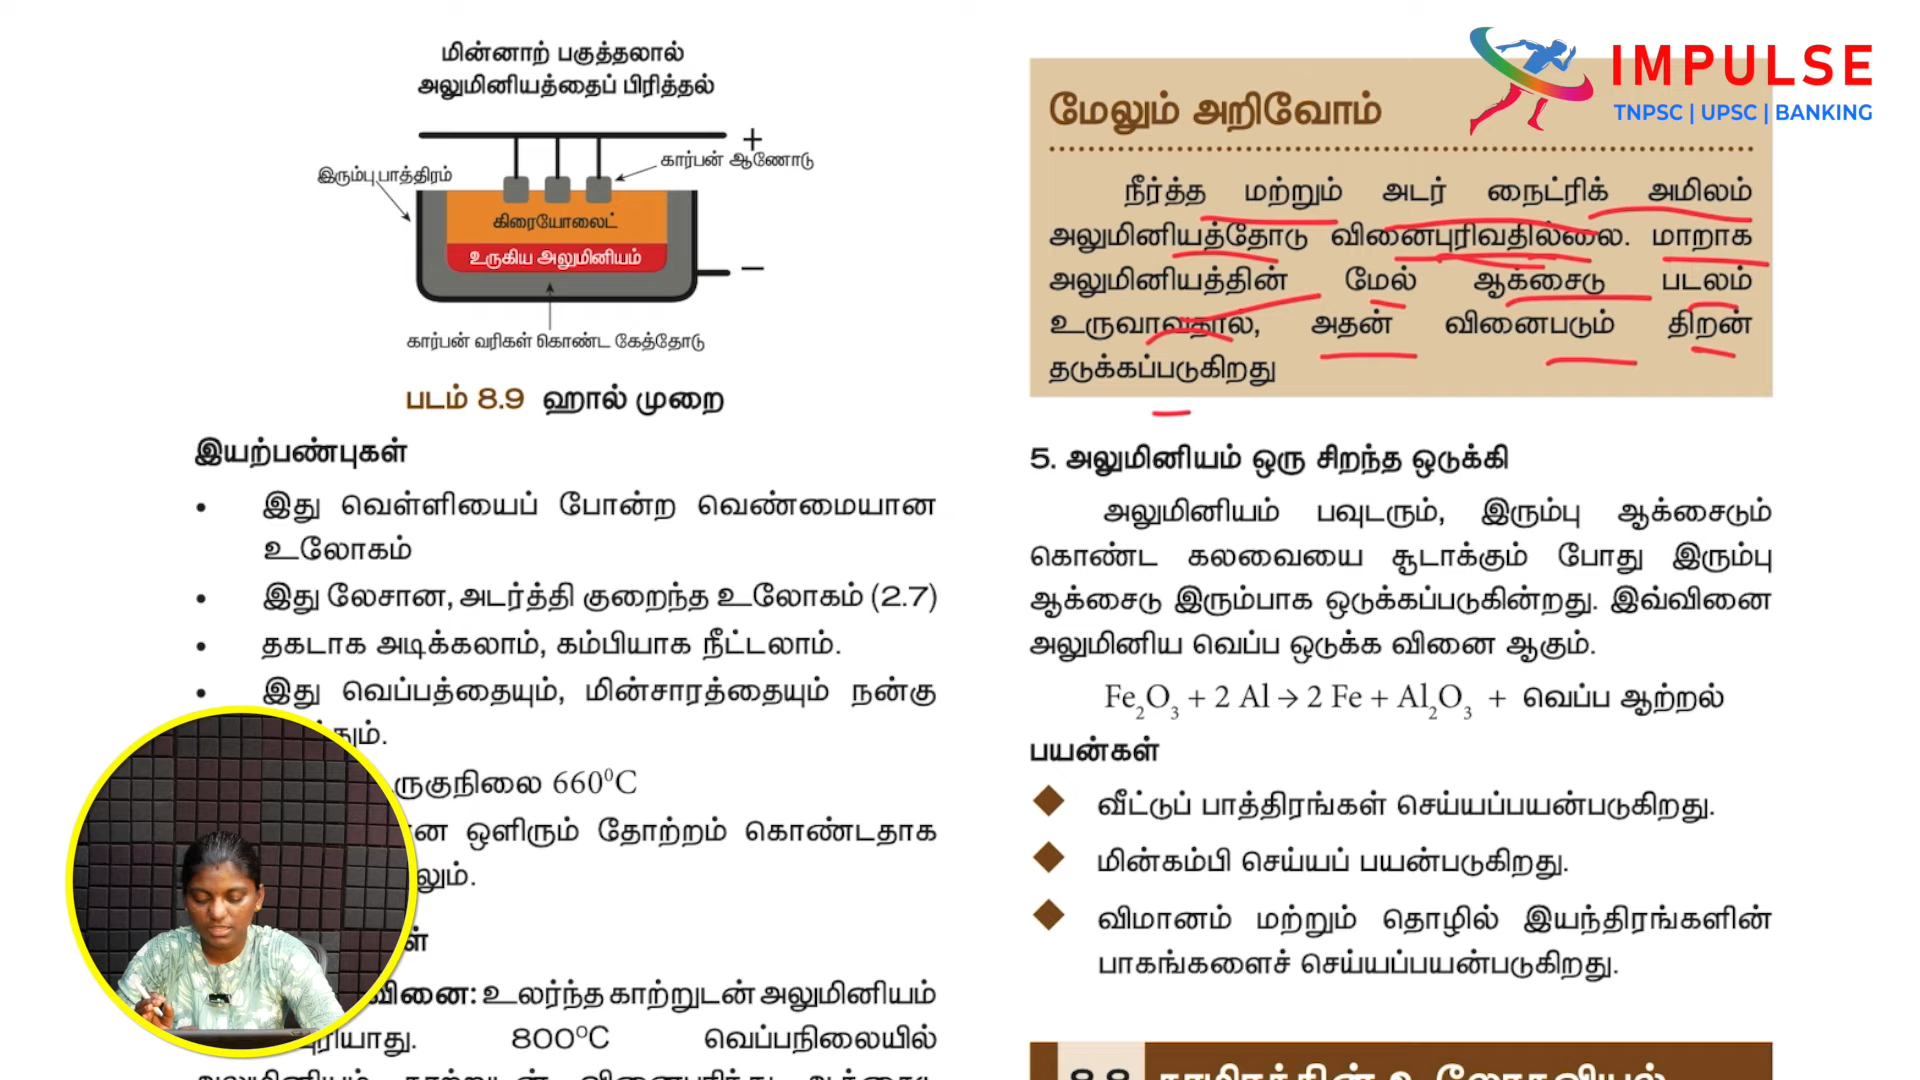 மின்னாற் பகுத்தலால்
அலுமினியத்தைப் பிரித்தல்
+
கார்பன் ஆனோடு
இரும்பு பாத்திரம்
கிரையோலைட்
உருகிய அலுமினியம்
−
கார்பன் வரிகள் கொண்ட கேத்தோடு
படம் 8.9 ஹால் முறை
இயற்பண்புகள்
• இது வெள்ளியைப் போன்ற வெண்மையான
உலோகம்
• இது லேசான, அடர்த்தி குறைந்த உலோகம் (2.7)
• தகடாக அடிக்கலாம், கம்பியாக நீட்டலாம்.
• இது வெப்பத்தையும், மின்சாரத்தையும் நன்கு
ருகுநிலை 660⁰C
ஒளிரும் தோற்றம் கொண்டதாக
வினை: உலர்ந்த காற்றுடன் அலுமினியம்
புரியாது. 800⁰C வெப்பநிலையில்
IMPULSE
TNPSC | UPSC | BANKING
மேலும் அறிவோம்
நீர்த்த மற்றும் அடர் நைட்ரிக் அமிலம்
அலுமினியத்தோடு வினைபுரிவதில்லை. மாறாக
அலுமினியத்தின் மேல் ஆக்சைடு படலம்
உருவாவதால், அதன் வினைபடும் திறன்
தடுக்கப்படுகிறது
5. அலுமினியம் ஒரு சிறந்த ஒடுக்கி
அலுமினியம் பவுடரும், இரும்பு ஆக்சைடும்
கொண்ட கலவையை சூடாக்கும் போது இரும்பு
ஆக்சைடு இரும்பாக ஒடுக்கப்படுகின்றது. இவ்வினை
அலுமினிய வெப்ப ஒடுக்க வினை ஆகும்.
Fe₂O₃ + 2 Al → 2 Fe + Al₂O₃ + வெப்ப ஆற்றல்
பயன்கள்
வீட்டுப் பாத்திரங்கள் செய்யப்பயன்படுகிறது.
மின்கம்பி செய்யப் பயன்படுகிறது.
விமானம் மற்றும் தொழில் இயந்திரங்களின்
பாகங்களைச் செய்யப்பயன்படுகிறது.